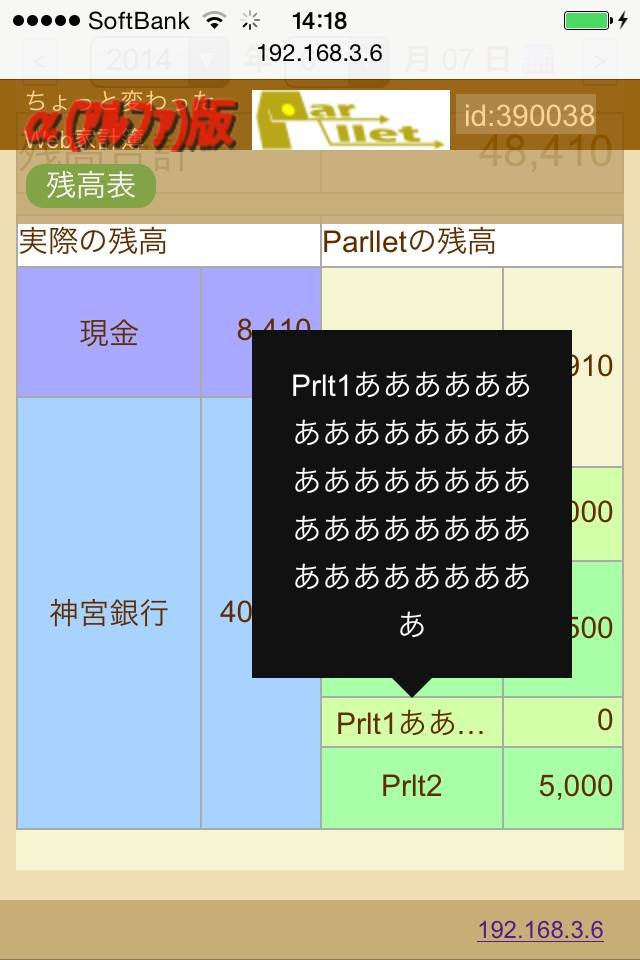 SoftBank 14:18
192.168.3.6
< 2014 ▼ 年 月 07 日 >
ちょっと変わった
Web家計簿
α(アルファ)版
Parllet
id:390038
残高合計 48,410
残高表
実際の残高 Parlletの残高
現金 8,410
910
Prlt1ああああああ
ああああああああ
ああああああああ
ああああああああ
ああああああああ
あ
000
神宮銀行 40
500
Prlt1ああ… 0
Prlt2 5,000
192.168.3.6